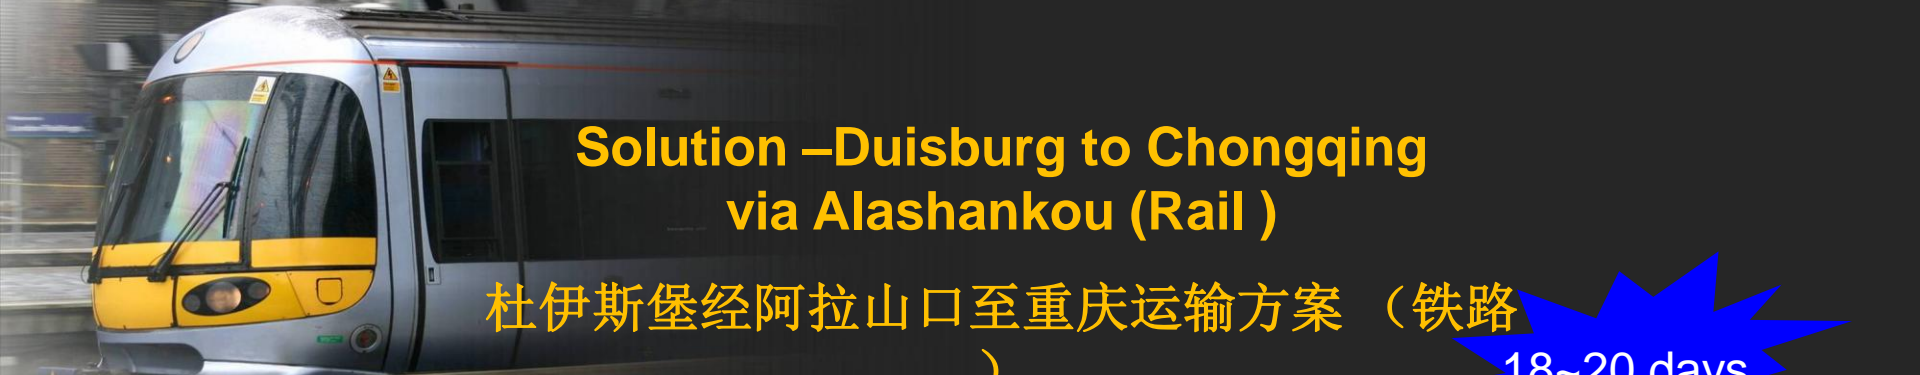 Solution –Duisburg to Chongqing
via Alashankou (Rail )
杜伊斯堡经阿拉山口至重庆运输方案 （铁路
）
18~20 days